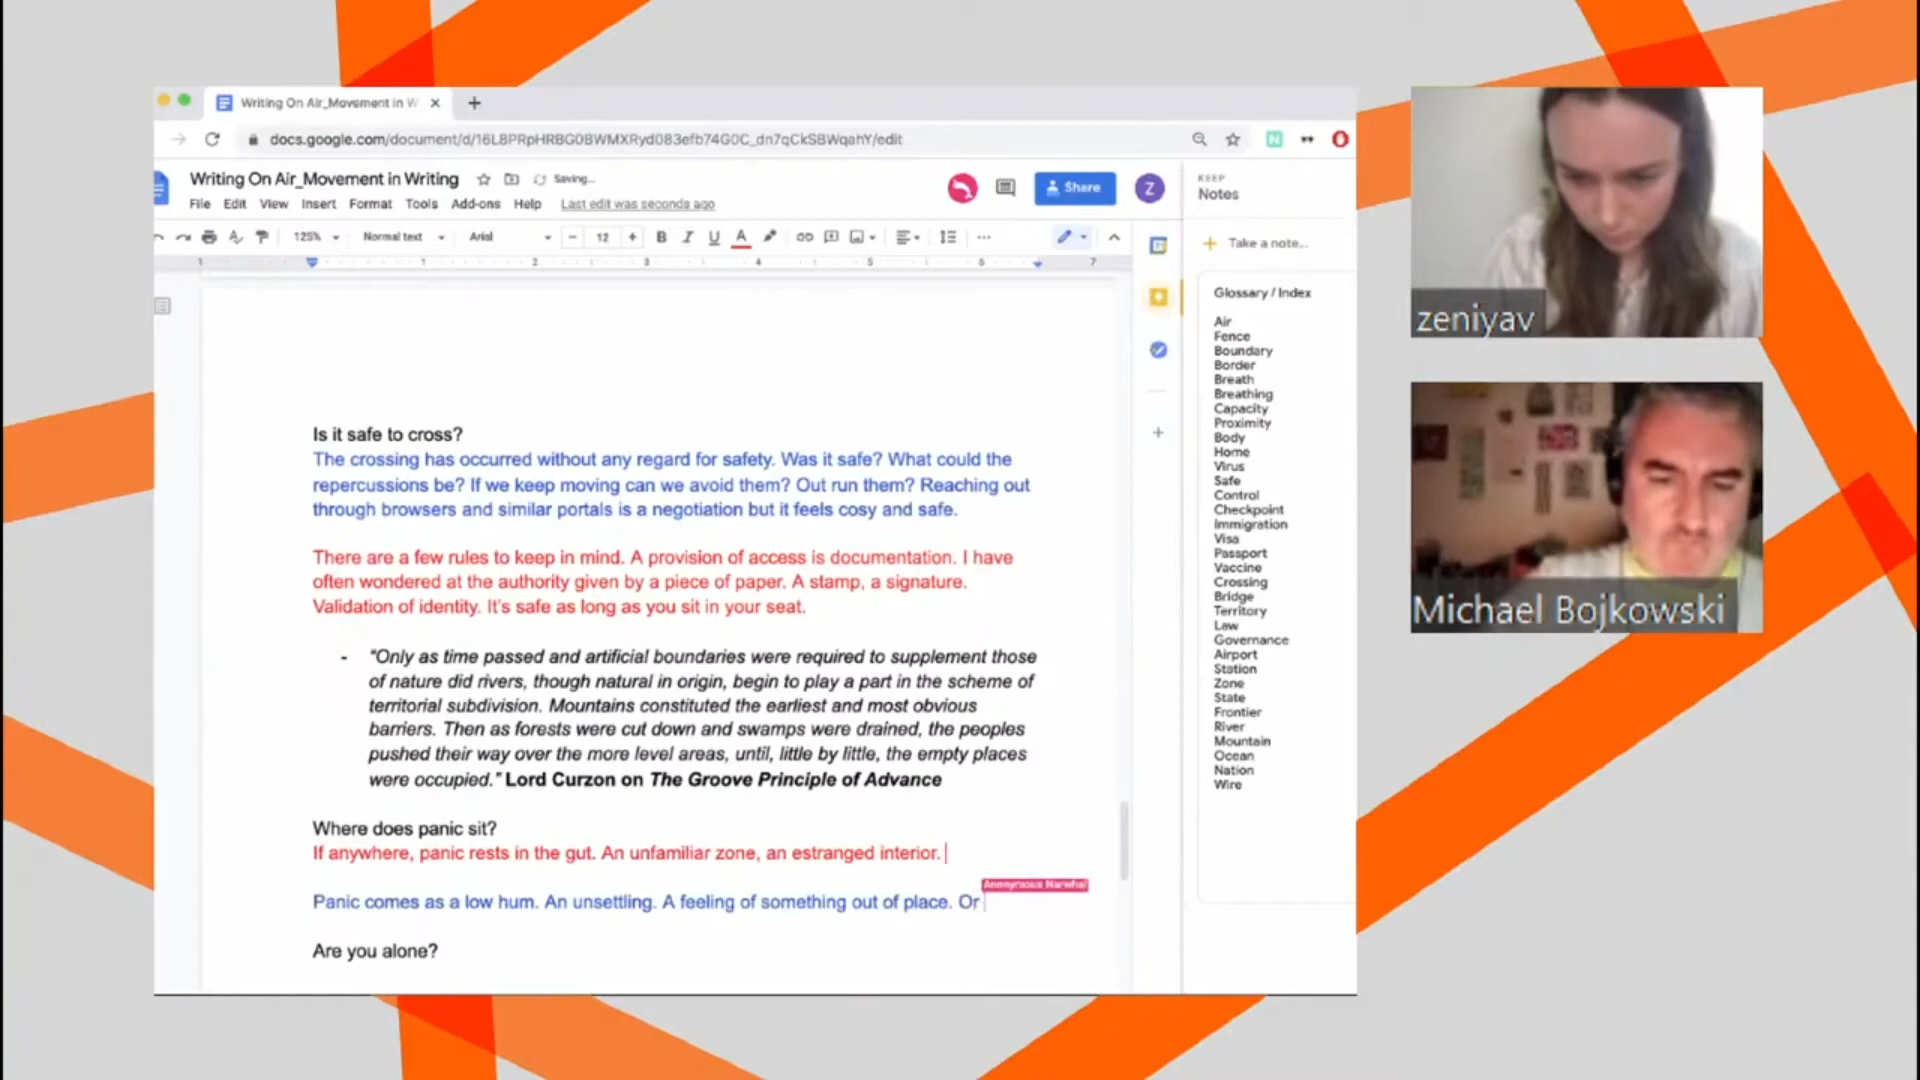 Writing On Air_Movement in W
docs.google.com/document/d/16L8PRpHRBG0BWMXRyd083efb74G0C_dn7qCkSBWqahY/edit
Writing On Air_Movement in Writing
Saving...
Share
Z
File Edit View Insert Format Tools Add-ons Help Last edit was seconds ago
125% Normal text Arial 12 B I U A
1 1 2 3 4 5 6 7
Is it safe to cross?
The crossing has occurred without any regard for safety. Was it safe? What could the
repercussions be? If we keep moving can we avoid them? Out run them? Reaching out
through browsers and similar portals is a negotiation but it feels cosy and safe.
There are a few rules to keep in mind. A provision of access is documentation. I have
often wondered at the authority given by a piece of paper. A stamp, a signature.
Validation of identity. It's safe as long as you sit in your seat.
- "Only as time passed and artificial boundaries were required to supplement those
of nature did rivers, though natural in origin, begin to play a part in the scheme of
territorial subdivision. Mountains constituted the earliest and most obvious
barriers. Then as forests were cut down and swamps were drained, the peoples
pushed their way over the more level areas, until, little by little, the empty places
were occupied." Lord Curzon on The Groove Principle of Advance
Where does panic sit?
If anywhere, panic rests in the gut. An unfamiliar zone, an estranged interior.
Anonymous Narwhal
Panic comes as a low hum. An unsettling. A feeling of something out of place. Or
Are you alone?
KEEP
Notes
Take a note...
Glossary / Index
Air
Fence
Boundary
Border
Breath
Breathing
Capacity
Proximity
Body
Home
Virus
Safe
Control
Checkpoint
Immigration
Visa
Passport
Vaccine
Crossing
Bridge
Territory
Law
Governance
Airport
Station
Zone
State
Frontier
River
Mountain
Ocean
Nation
Wire
zeniyav
Michael Bojkowski